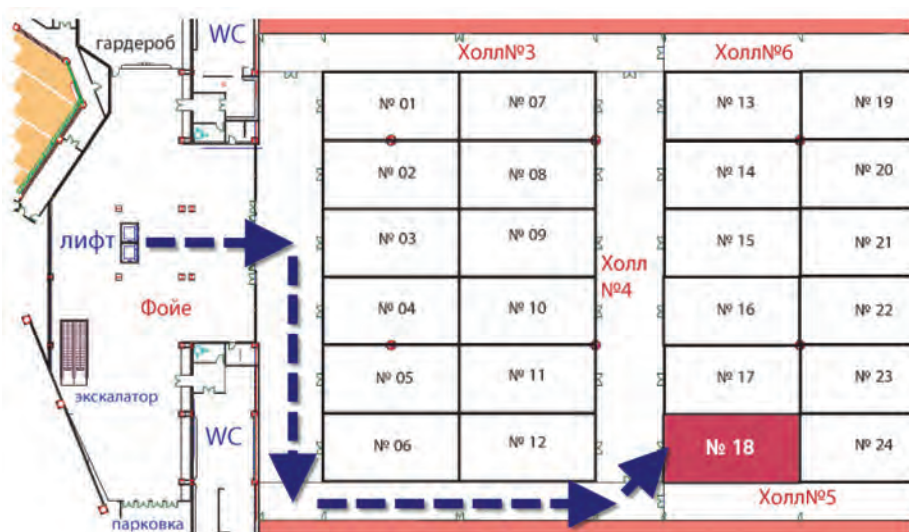 гардероб
WC
Холл№3
Холл№6
№ 01
№ 07
№ 13
№ 19
№ 02
№ 08
№ 14
№ 20
лифт
№ 03
№ 09
№ 15
№ 21
Холл
№4
Фойе
№ 04
№ 10
№ 16
№ 22
экскалатор
№ 05
№ 11
№ 17
№ 23
WC
№ 06
№ 12
№ 18
№ 24
Холл№5
парковка